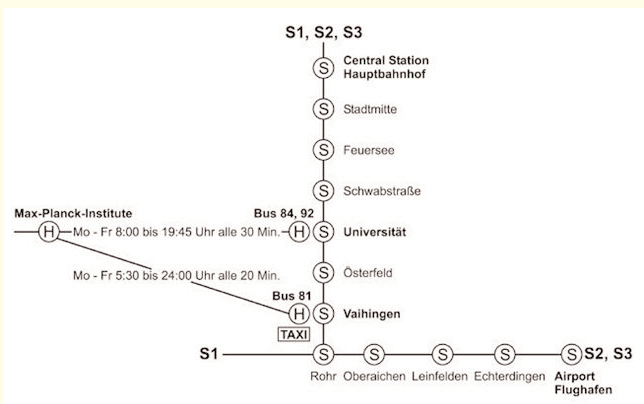 S1, S2, S3
S
Central Station
Hauptbahnhof
S
Stadtmitte
S
Feuersee
S
Schwabstraße
Max-Planck-Institute
Bus 84, 92
H
Mo - Fr 8:00 bis 19:45 Uhr alle 30 Min.
H
S
Universität
S
Österfeld
Mo - Fr 5:30 bis 24:00 Uhr alle 20 Min.
Bus 81
H
S
Vaihingen
TAXI
S1
S
S
S
S
S
S2, S3
Rohr
Oberaichen
Leinfelden
Echterdingen
Airport
Flughafen